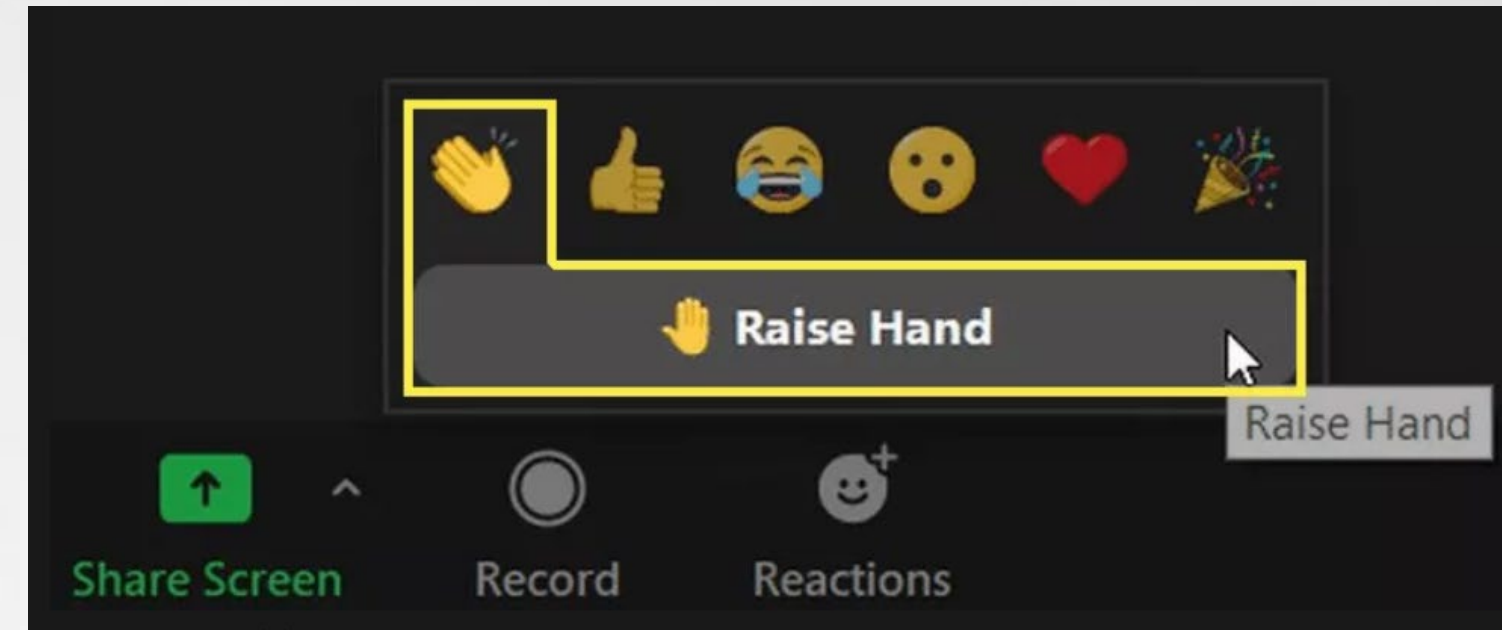 Raise Hand
Raise Hand
Share Screen
Record
Reactions